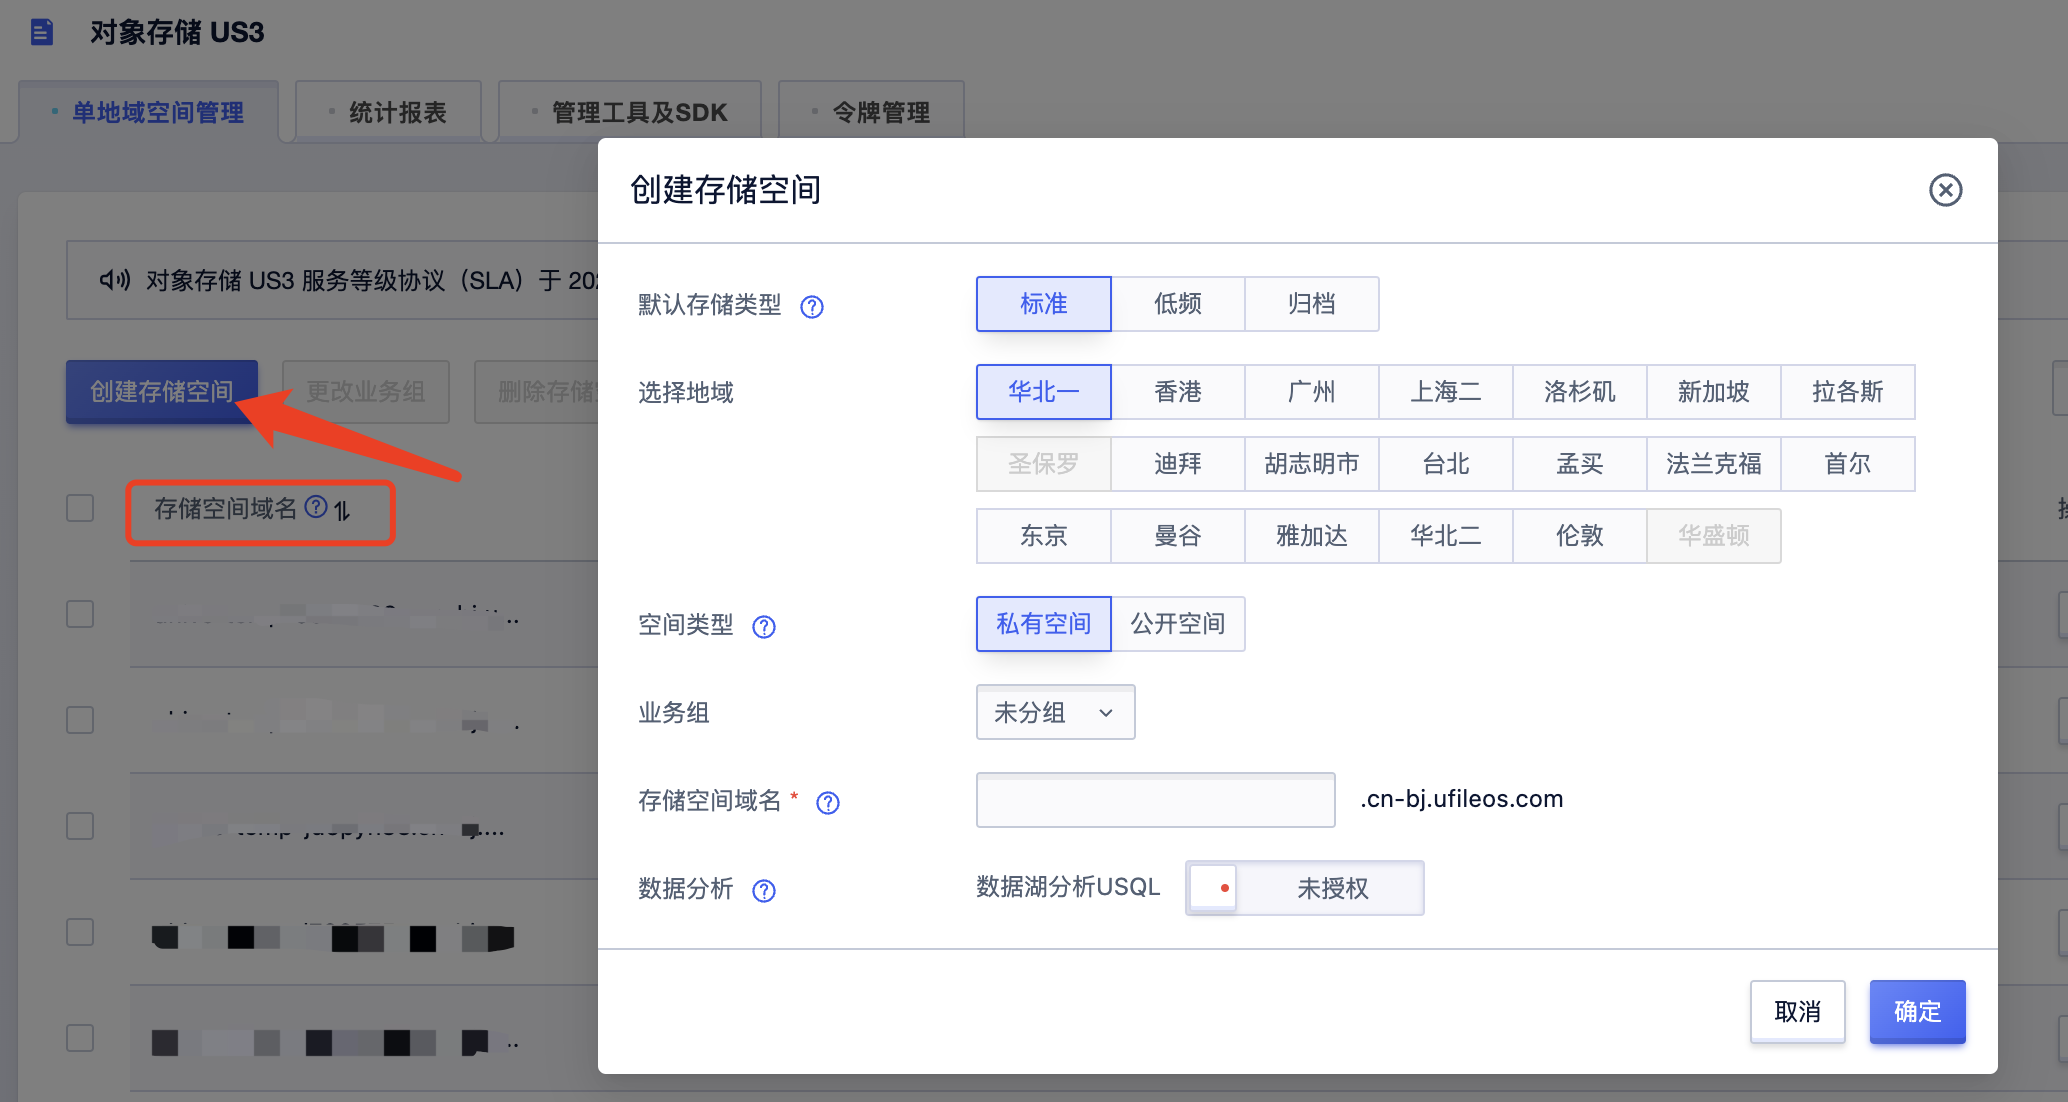 对象存储 US3
单地域空间管理
统计报表
管理工具及SDK
令牌管理
对象存储 US3 服务等级协议（SLA）于 202
创建存储空间
更改业务组
删除存储
存储空间域名
创建存储空间
默认存储类型
标准 低频 归档
选择地域
华北一 香港 广州 上海二 洛杉矶 新加坡 拉各斯
圣保罗 迪拜 胡志明市 台北 孟买 法兰克福 首尔
东京 曼谷 雅加达 华北二 伦敦 华盛顿
空间类型
私有空间 公开空间
业务组
未分组
存储空间域名 *
.cn-bj.ufileos.com
数据分析
数据湖分析USQL
未授权
取消
确定